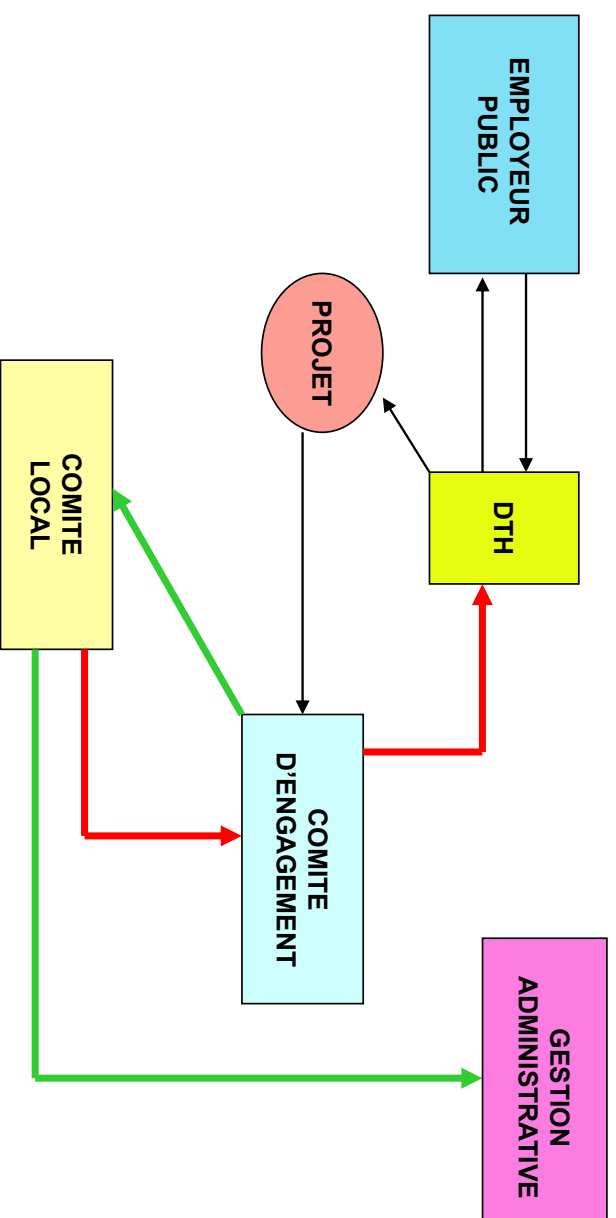 EMPLOYEUR
PUBLIC
DTH
PROJET
GESTION
ADMINISTRATIVE
COMITE
D'ENGAGEMENT
COMITE
LOCAL